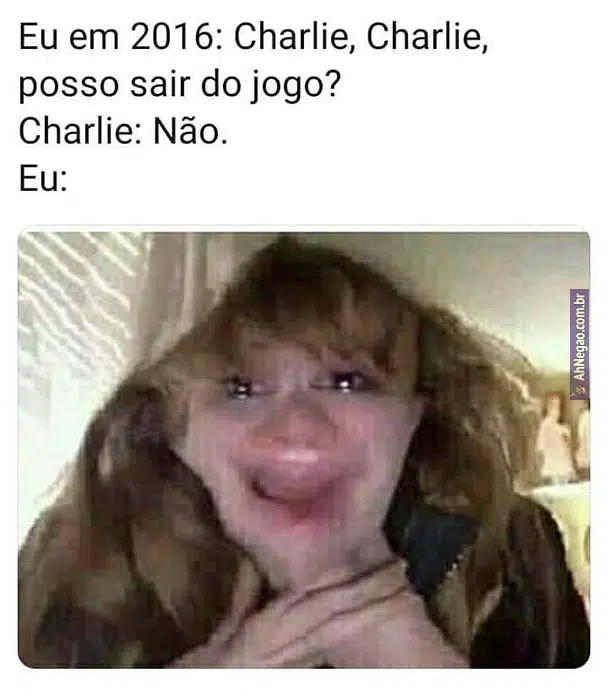 Eu em 2016: Charlie, Charlie,
posso sair do jogo?
Charlie: Não.
Eu:
AhNegao.com.br